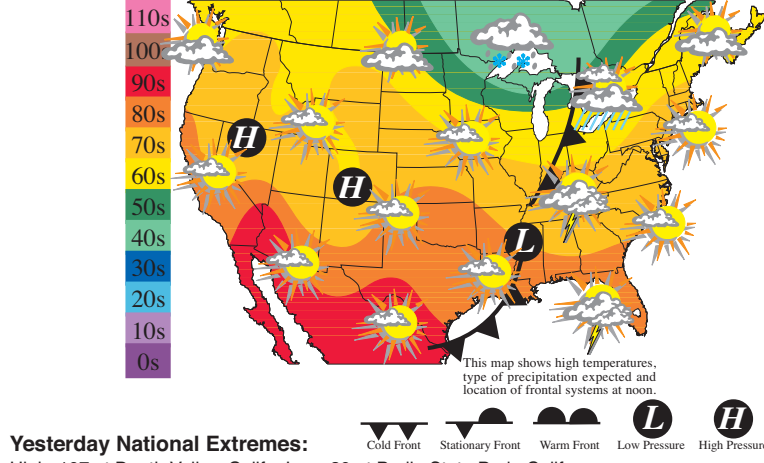 110s
100s
90s
80s
70s
60s
50s
40s
30s
20s
10s
0s
H
H
L
This map shows high temperatures,
type of precipitation expected and
location of frontal systems at noon.
L
H
Cold Front Stationary Front Warm Front Low Pressure High Pressure
Yesterday National Extremes: